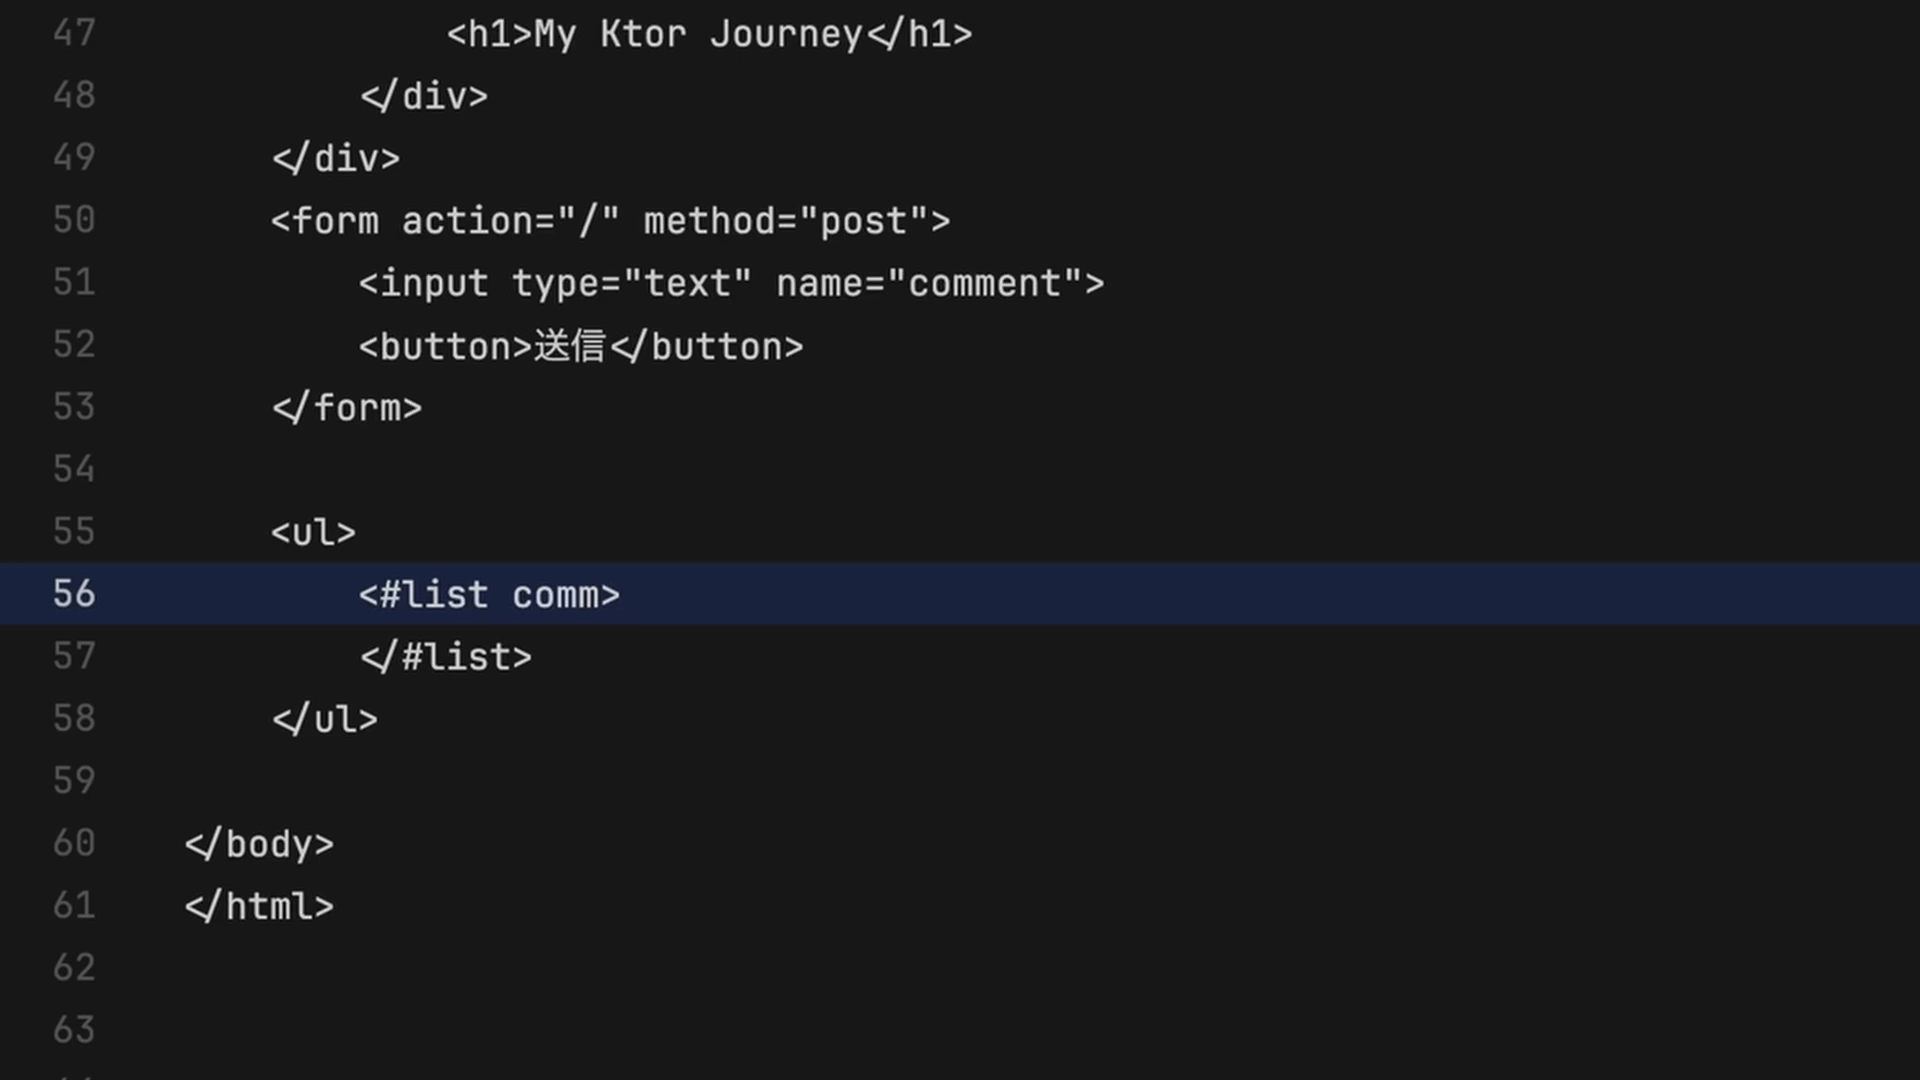 47 <h1>My Ktor Journey</h1>
48 </div>
49 </div>
50 <form action="/" method="post">
51 <input type="text" name="comment">
52 <button>送信</button>
53 </form>
54
55 <ul>
56 <#list comm>
57 </#list>
58 </ul>
59
60 </body>
61 </html>
62
63